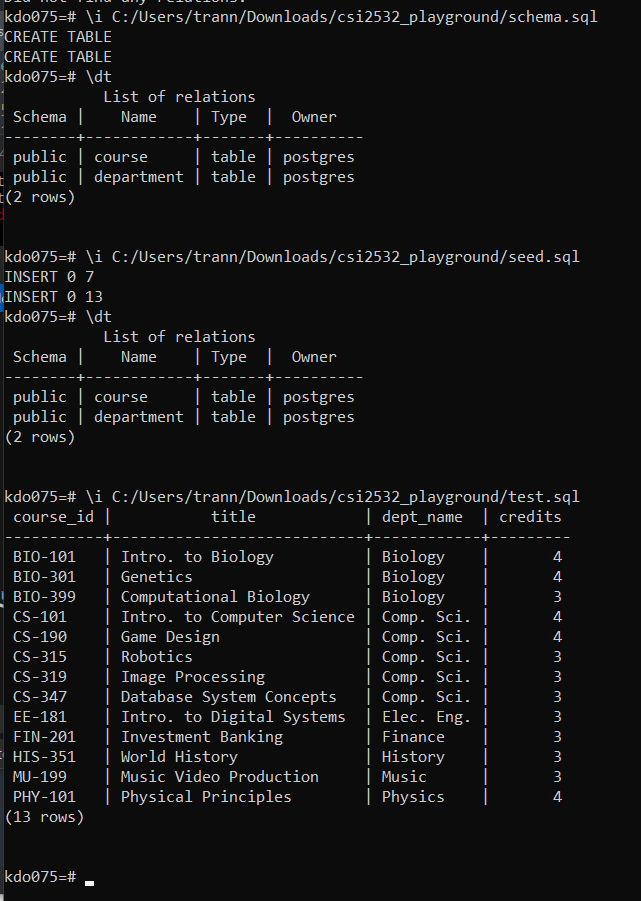 Did not find any relations.
kdo075=# \i C:/Users/trann/Downloads/csi2532_playground/schema.sql
CREATE TABLE
CREATE TABLE
kdo075=# \dt
           List of relations
 Schema |    Name    | Type  |  Owner
--------+------------+-------+----------
 public | course     | table | postgres
 public | department | table | postgres
(2 rows)
kdo075=# \i C:/Users/trann/Downloads/csi2532_playground/seed.sql
INSERT 0 7
INSERT 0 13
kdo075=# \dt
           List of relations
 Schema |    Name    | Type  |  Owner
--------+------------+-------+----------
 public | course     | table | postgres
 public | department | table | postgres
(2 rows)
kdo075=# \i C:/Users/trann/Downloads/csi2532_playground/test.sql
 course_id |           title            | dept_name  | credits
-----------+----------------------------+------------+---------
 BIO-101   | Intro. to Biology          | Biology    |       4
 BIO-301   | Genetics                   | Biology    |       4
 BIO-399   | Computational Biology      | Biology    |       3
 CS-101    | Intro. to Computer Science | Comp. Sci. |       4
 CS-190    | Game Design                | Comp. Sci. |       4
 CS-315    | Robotics                   | Comp. Sci. |       3
 CS-319    | Image Processing           | Comp. Sci. |       3
 CS-347    | Database System Concepts   | Comp. Sci. |       3
 EE-181    | Intro. to Digital Systems  | Elec. Eng. |       3
 FIN-201   | Investment Banking         | Finance    |       3
 HIS-351   | World History              | History    |       3
 MU-199    | Music Video Production     | Music      |       3
 PHY-101   | Physical Principles        | Physics    |       4
(13 rows)
kdo075=#